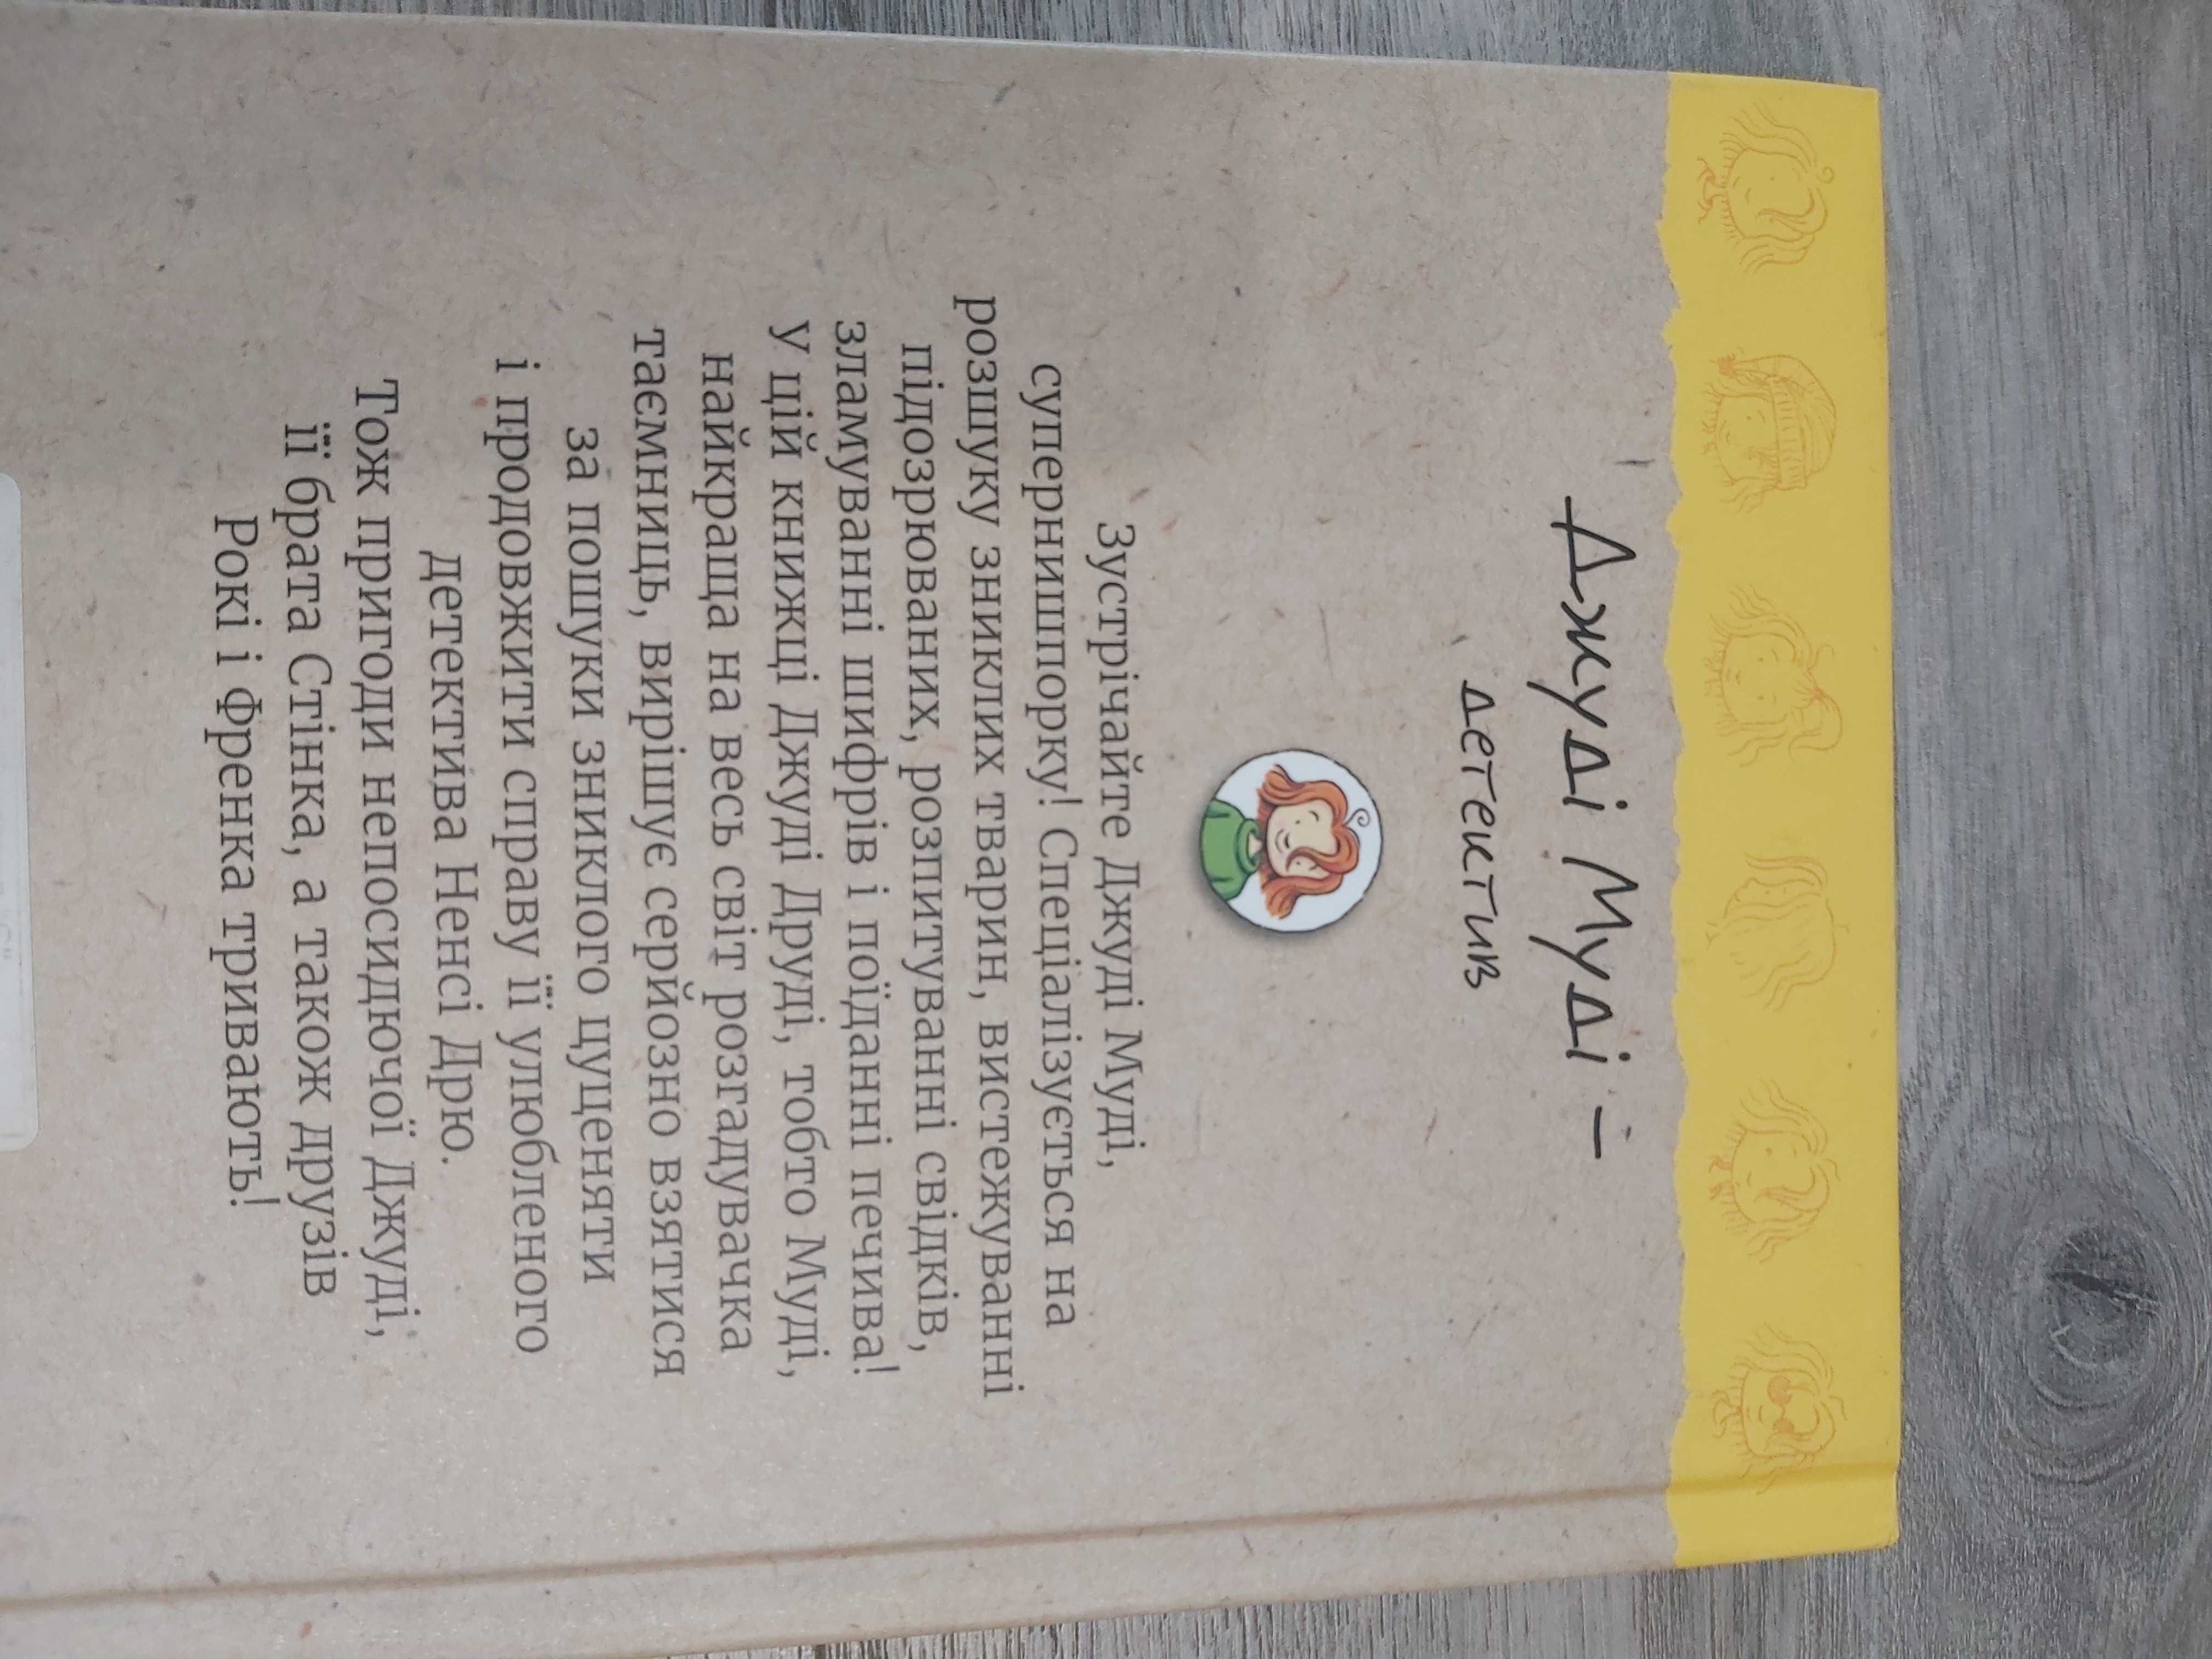 Джуді Муді –
детектив
Зустрічайте Джуді Муді,
супернишпорку! Спеціалізується на
розшуку зниклих тварин, вистежуванні
підозрюваних, розпитуванні свідків,
зламуванні шифрів і поїданні печива!
У цій книжці Джуді Друді, тобто Муді,
найкраща на весь світ розгадувачка
таємниць, вирішує серйозно взятися
за пошуки зниклого цуценяти
і продовжити справу її улюбленого
детектива Ненсі Дрю.
Тож пригоди непосидючої Джуді,
її брата Стінка, а також друзів
Рокі і Френка тривають!